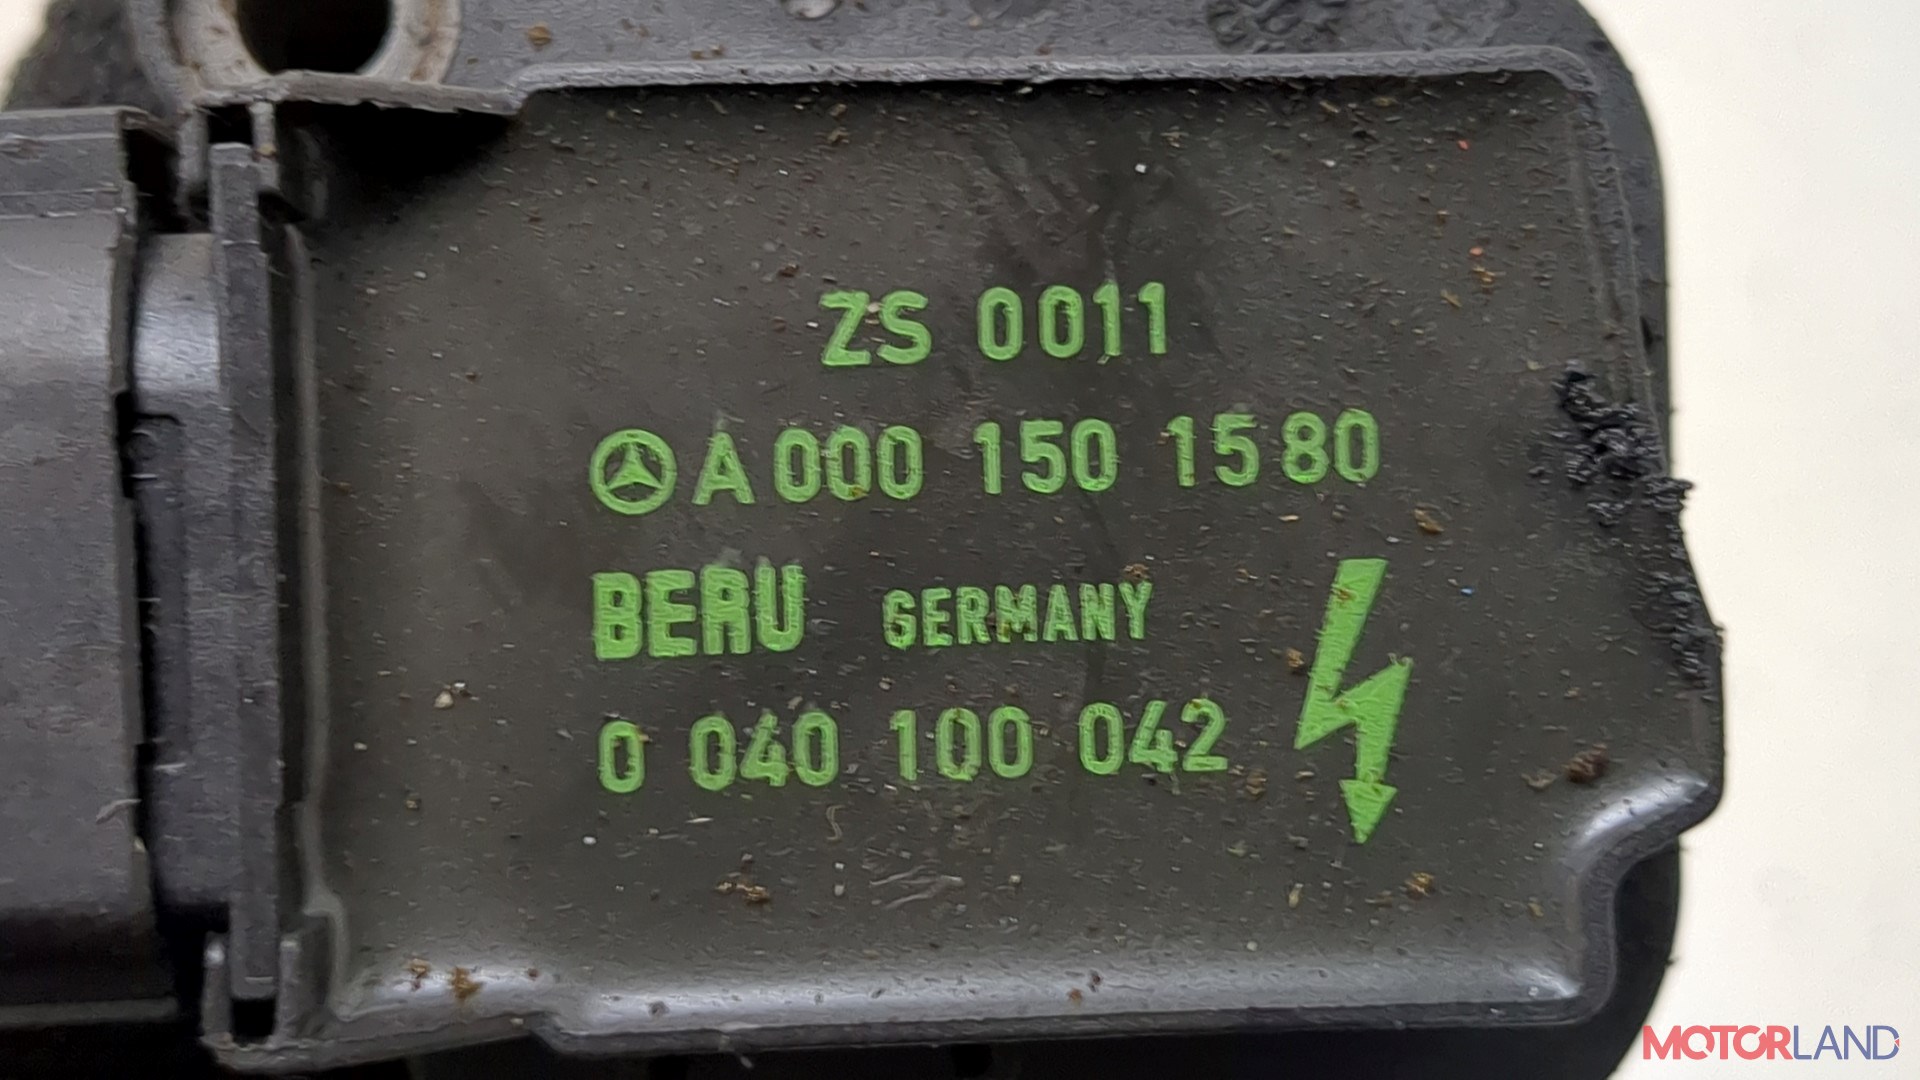 ZS 0011
A 000 150 15 80
BERU GERMANY
0 040 100 042
MOTORLAND